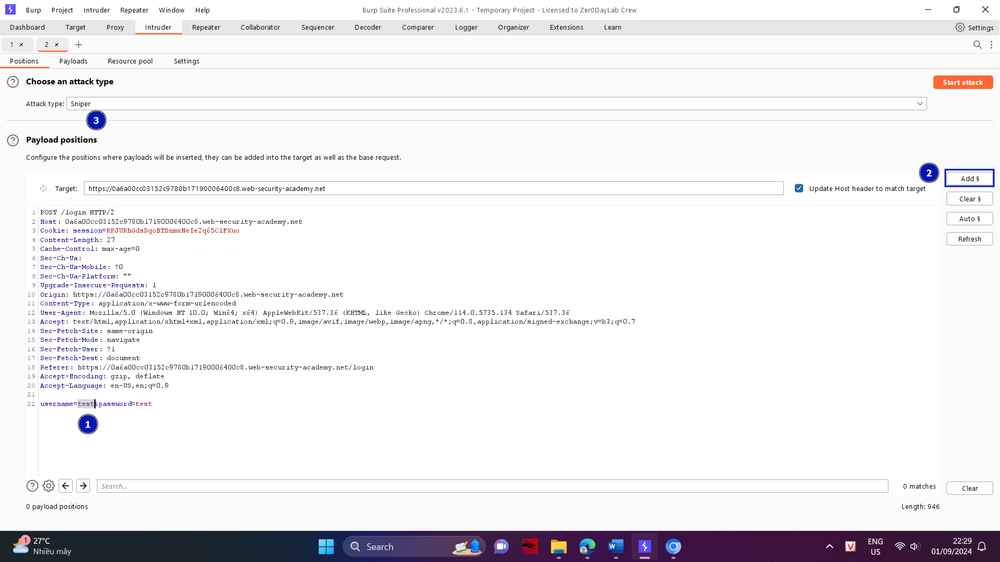 Burp Project Intruder Repeater Window Help
Burp Suite Professional v2023.6.1 - Temporary Project - Licensed to Zer0DayLab Crew
Dashboard Target Proxy Intruder Repeater Collaborator Sequencer Decoder Comparer Logger Organizer Extensions Learn
Settings
1 × 2 × +
Positions Payloads Resource pool Settings
? Choose an attack type
Start attack
Attack type: Sniper
3
? Payload positions
Configure the positions where payloads will be inserted, they can be added into the target as well as the base request.
2
Add §
Target: https://0a6a00cc03152c9780b17190006400c8.web-security-academy.net
Update Host header to match target
Clear §
Auto §
Refresh
1 POST /login HTTP/2
2 Host: 0a6a00cc03152c9780b17190006400c8.web-security-academy.net
3 Cookie: session=RPJURhGdsDgoBTDnmxNeIe2q65ClFXuo
4 Content-Length: 27
5 Cache-Control: max-age=0
6 Sec-Ch-Ua:
7 Sec-Ch-Ua-Mobile: ?0
8 Sec-Ch-Ua-Platform: ""
9 Upgrade-Insecure-Requests: 1
10 Origin: https://0a6a00cc03152c9780b17190006400c8.web-security-academy.net
11 Content-Type: application/x-www-form-urlencoded
12 User-Agent: Mozilla/5.0 (Windows NT 10.0; Win64; x64) AppleWebKit/537.36 (KHTML, like Gecko) Chrome/114.0.5735.134 Safari/537.36
13 Accept: text/html,application/xhtml+xml,application/xml;q=0.9,image/avif,image/webp,image/apng,*/*;q=0.8,application/signed-exchange;v=b3;q=0.7
14 Sec-Fetch-Site: same-origin
15 Sec-Fetch-Mode: navigate
16 Sec-Fetch-User: ?1
17 Sec-Fetch-Dest: document
18 Referer: https://0a6a00cc03152c9780b17190006400c8.web-security-academy.net/login
19 Accept-Encoding: gzip, deflate
20 Accept-Language: en-US,en;q=0.9
21
22 username=test&password=test
1
? Search...
0 matches
Clear
0 payload positions
Length: 946
1
27°C
Nhiều mây
Search
W
V
ENG
US
22:29
01/09/2024